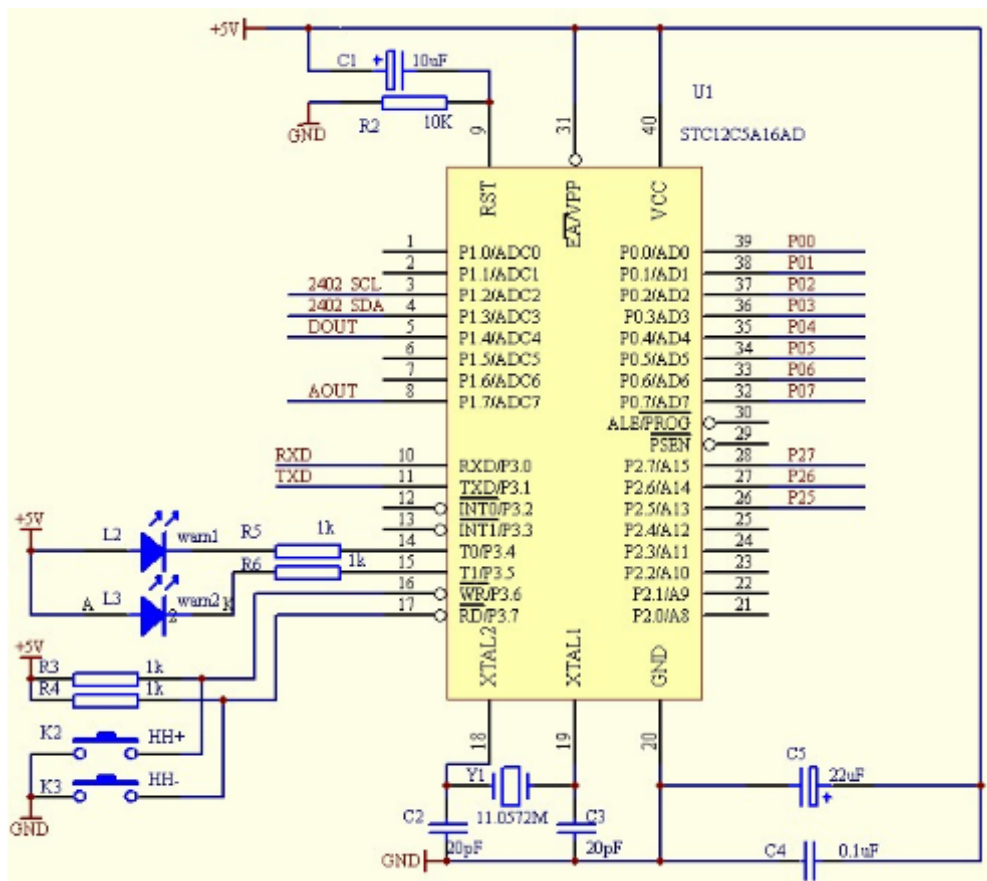 +5V
C1 + 10uF
GND R2 10K
9 31 40
U1
STC12C5A16AD
RST EA/VPP VCC
1 P1.0/ADC0 P0.0/AD0 39 P00
2 P1.1/ADC1 P0.1/AD1 38 P01
2402 SCL 3 P1.2/ADC2 P0.2/AD2 37 P02
2402 SDA 4 P1.3/ADC3 P0.3AD3 36 P03
DOUT 5 P1.4/ADC4 P0.4/AD4 35 P04
6 P1.5/ADC5 P0.5/AD5 34 P05
7 P1.6/ADC6 P0.6/AD6 33 P06
AOUT 8 P1.7/ADC7 P0.7/AD7 32 P07
ALE/PROG 30
PSEN 29
RXD 10 RXD/P3.0 P2.7/A15 28 P27
TXD 11 TXD/P3.1 P2.6/A14 27 P26
12 INT0/P3.2 P2.5/A13 26 P25
13 INT1/P3.3 P2.4/A12 25
+5V L2 warn1 R5 1k 14 T0/P3.4 P2.3/A11 24
R6 1k 15 T1/P3.5 P2.2/A10 23
A L3 2 warn2 K 16 WR/P3.6 P2.1/A9 22
17 RD/P3.7 P2.0/A8 21
XTAL2 XTAL1 GND
+5V
R3 1k
R4 1k
18 19 20
K2 HH+
K3 HH-
GND
Y1
11.0572M
C5
22uF
+
C2 C3
20pF 20pF
GND
C4 0.1uF